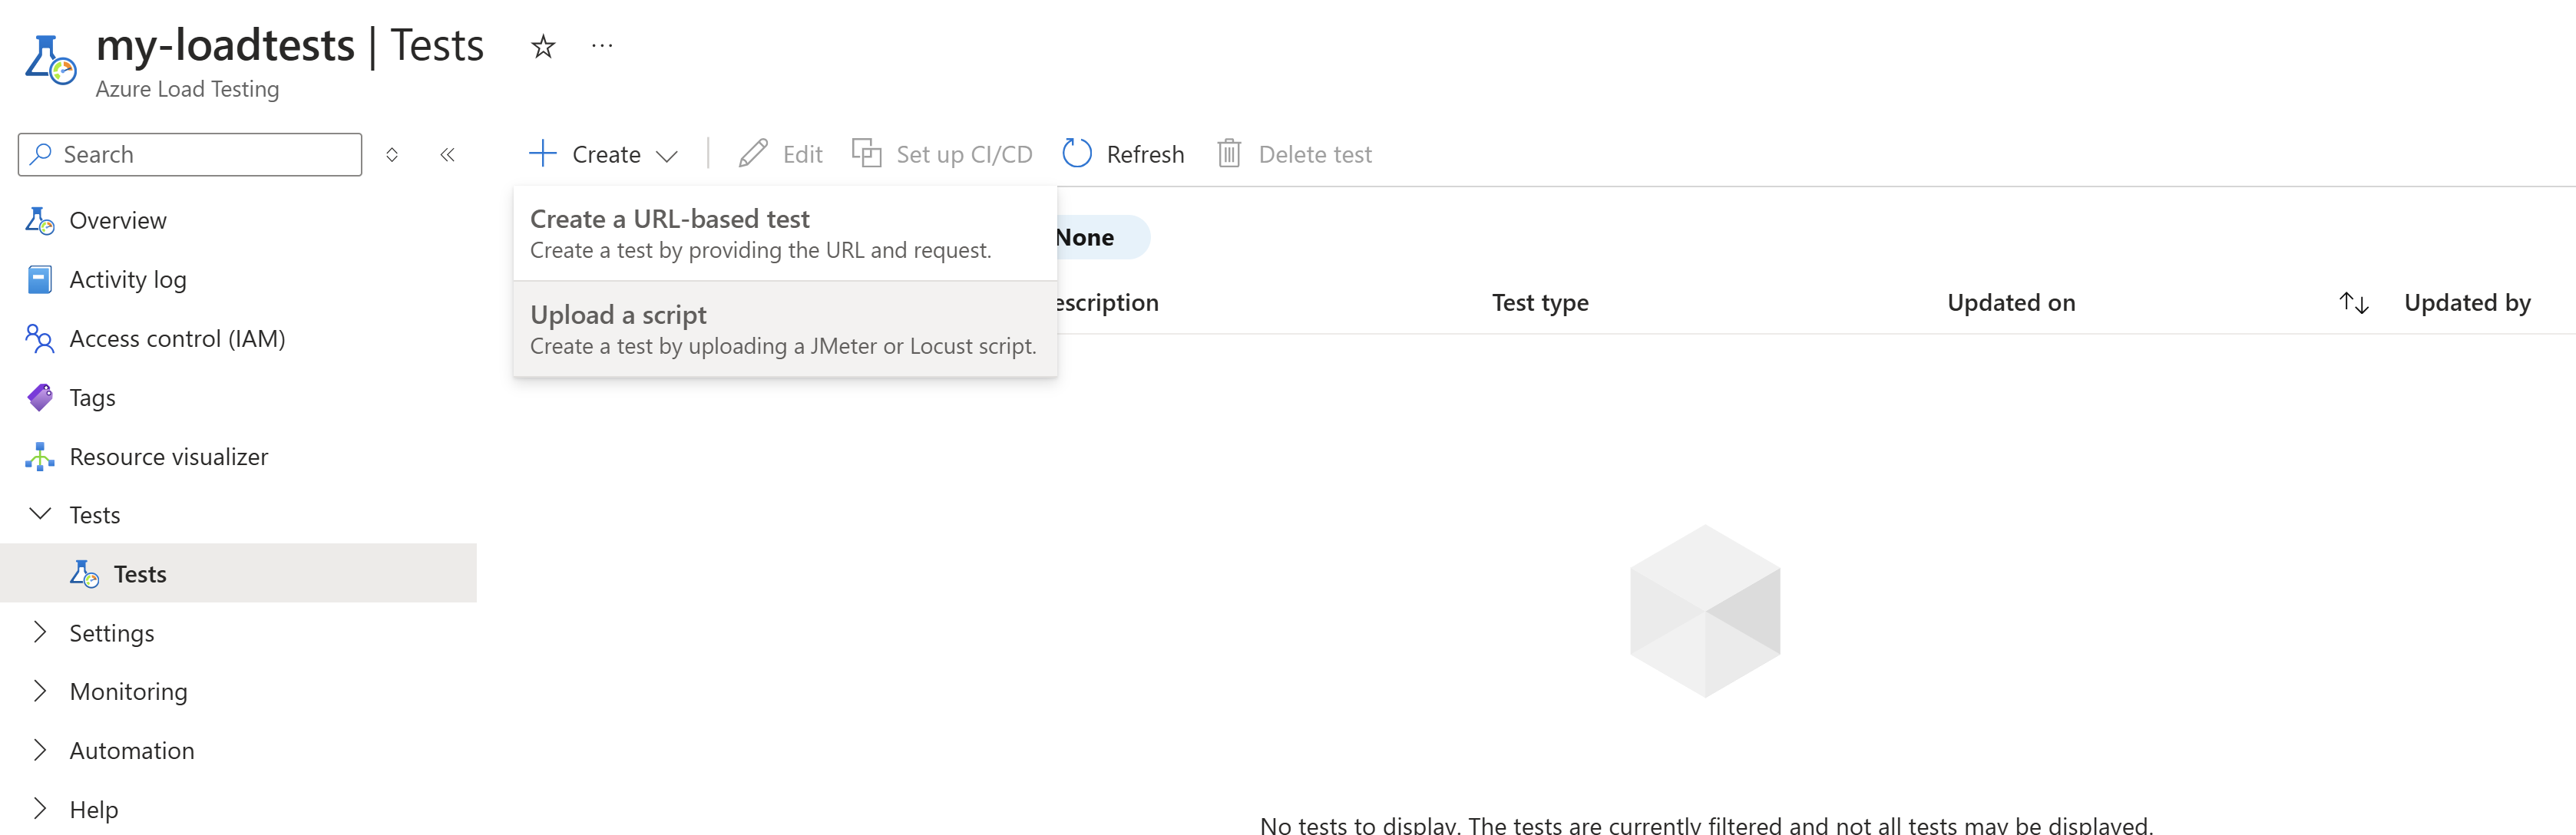 my-loadtests | Tests
Azure Load Testing
Search
Overview
Activity log
Access control (IAM)
Tags
Resource visualizer
Tests
Tests
Settings
Monitoring
Automation
Help
Create
Edit
Set up CI/CD
Refresh
Delete test
Create a URL-based test
Create a test by providing the URL and request.
Upload a script
Create a test by uploading a JMeter or Locust script.
None
escription
Test type
Updated on
Updated by
No tests to display. The tests are currently filtered and not all tests may be displayed.